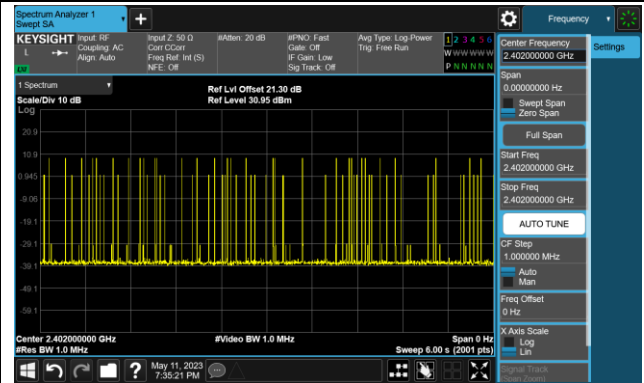 Spectrum Analyzer 1
Swept SA
+
Frequency
KEYSIGHT
L
Input: RF
Coupling: AC
Align: Auto
Input Z: 50 Ω
Corr CCorr
Freq Ref: Int (S)
NFE: Off
#Atten: 20 dB
#PNO: Fast
Gate: Off
IF Gain: Low
Sig Track: Off
Avg Type: Log-Power
Trig: Free Run
1 2 3 4 5 6
W W W W W W
P N N N N N
1 Spectrum
Scale/Div 10 dB
Log
Ref Lvl Offset 21.30 dB
Ref Level 30.95 dBm
20.9
10.9
0.945
-9.06
-19.1
-29.1
-39.1
-49.1
-59.1
Center 2.402000000 GHz
#Res BW 1.0 MHz
#Video BW 1.0 MHz
Span 0 Hz
Sweep 6.00 s (2001 pts)
May 11, 2023
7:35:21 PM
?
Center Frequency
2.402000000 GHz
Settings
Span
0.00000000 Hz
Swept Span
Zero Span
Full Span
Start Freq
2.402000000 GHz
Stop Freq
2.402000000 GHz
AUTO TUNE
CF Step
1.000000 MHz
Auto
Man
Freq Offset
0 Hz
X Axis Scale
Log
Lin
Signal Track
(Span Zoom)